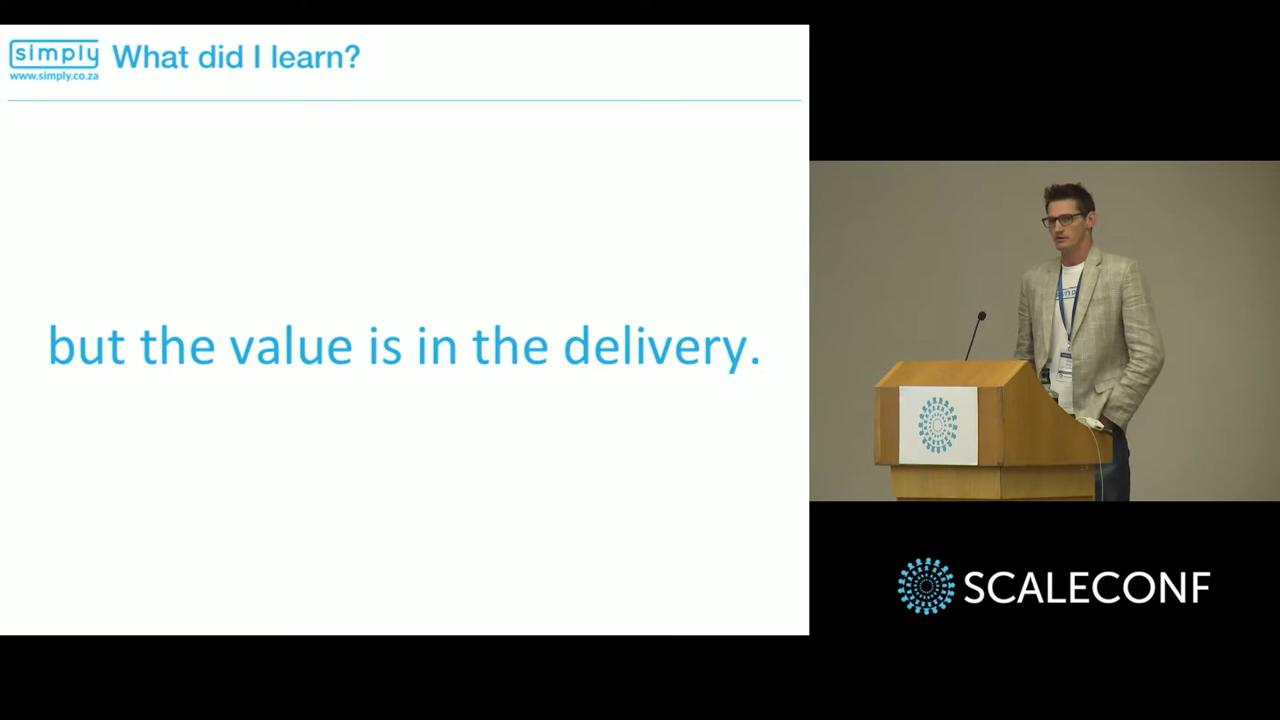 simply
www.simply.co.za
What did I learn?
but the value is in the delivery.
SCALECONF